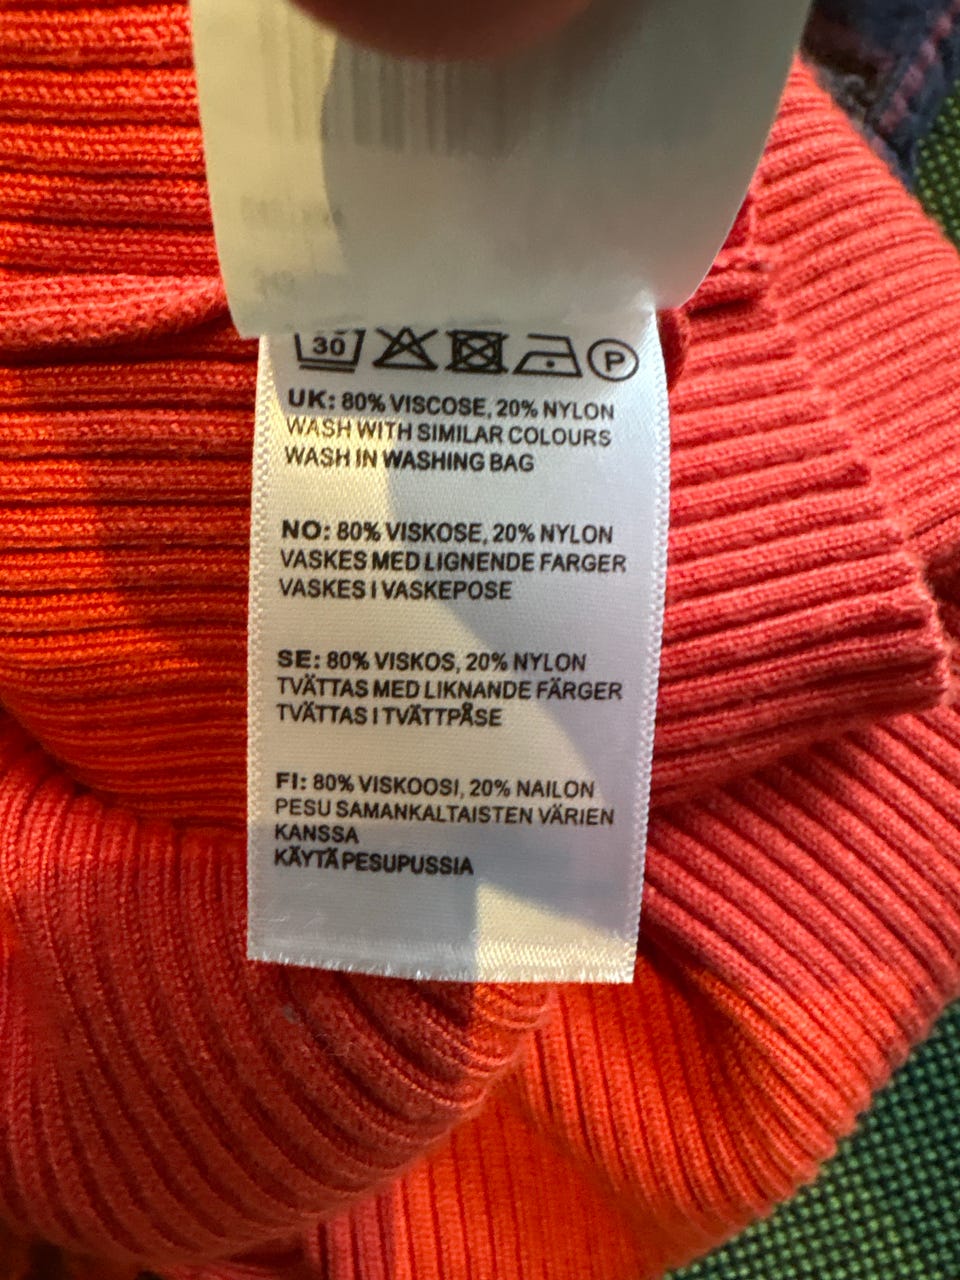 30 P
UK: 80% VISCOSE, 20% NYLON
WASH WITH SIMILAR COLOURS
WASH IN WASHING BAG
NO: 80% VISKOSE, 20% NYLON
VASKES MED LIGNENDE FARGER
VASKES I VASKEPOSE
SE: 80% VISKOS, 20% NYLON
TVÄTTAS MED LIKNANDE FÄRGER
TVÄTTAS I TVÄTTPÅSE
FI: 80% VISKOOSI, 20% NAILON
PESU SAMANKALTAISTEN VÄRIEN
KANSSA
KÄYTÄ PESUPUSSIA